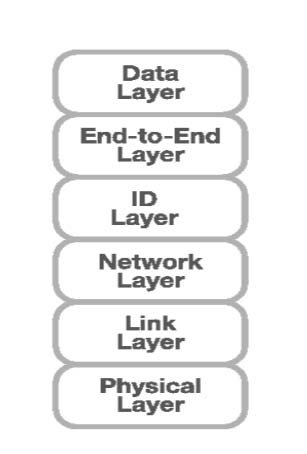 Data
Layer
End-to-End
Layer
ID
Layer
Network
Layer
Link
Layer
Physical
Layer